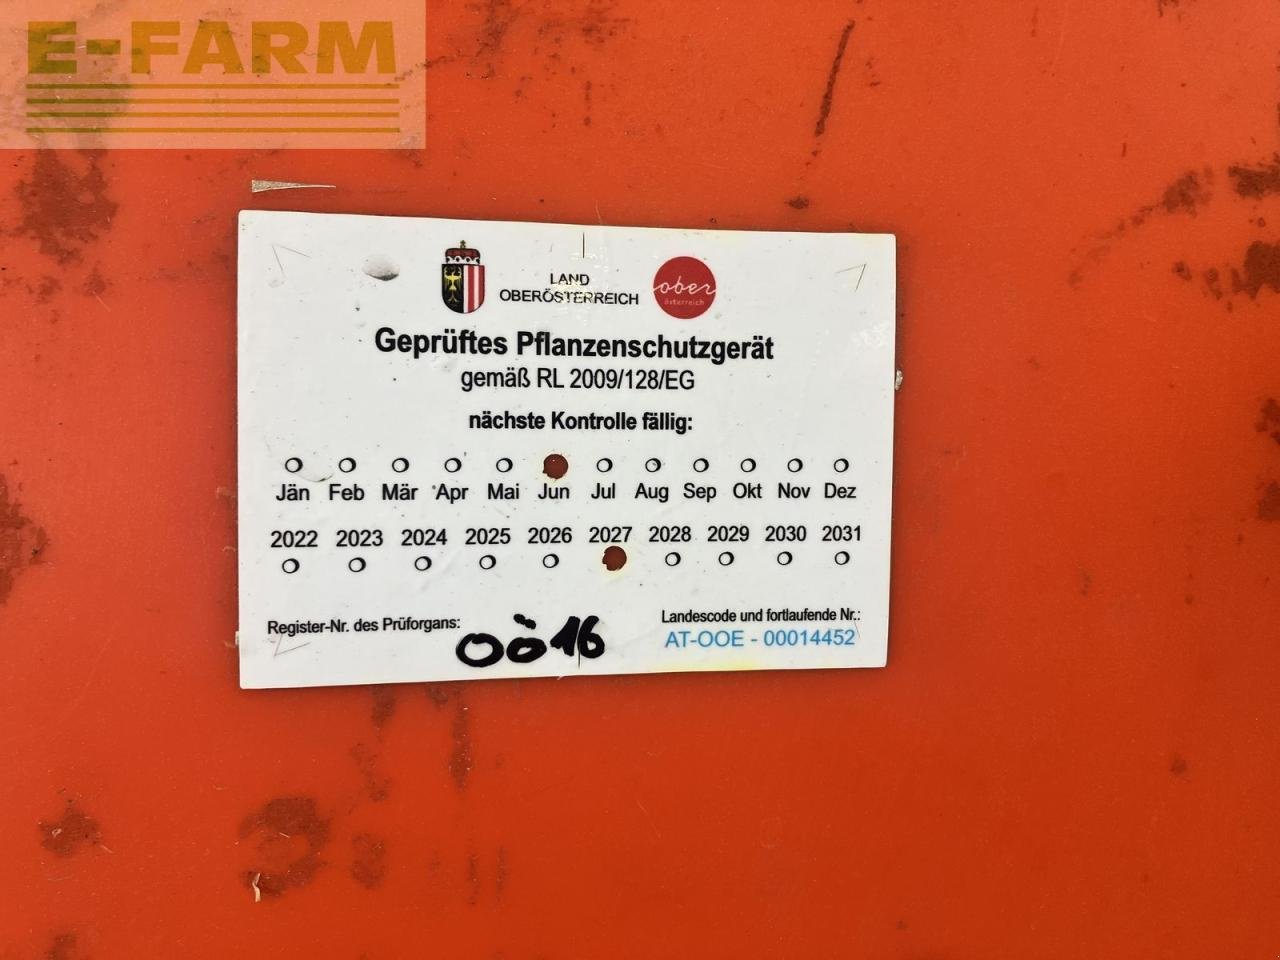 E-FARM
LAND
OBERÖSTERREICH
ober
österreich
Geprüftes Pflanzenschutzgerät
gemäß RL 2009/128/EG
nächste Kontrolle fällig:
Jän Feb Mär Apr Mai Jun Jul Aug Sep Okt Nov Dez
2022 2023 2024 2025 2026 2027 2028 2029 2030 2031
Register-Nr. des Prüforgans: OÖ16
Landescode und fortlaufende Nr.:
AT-OOE - 00014452